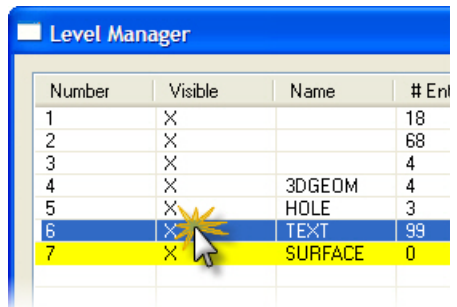 Level Manager
Number Visible Name # Ent
1 X 18
2 X 68
3 X 4
4 X 3DGEOM 4
5 X HOLE 3
6 X TEXT 99
7 X SURFACE 0